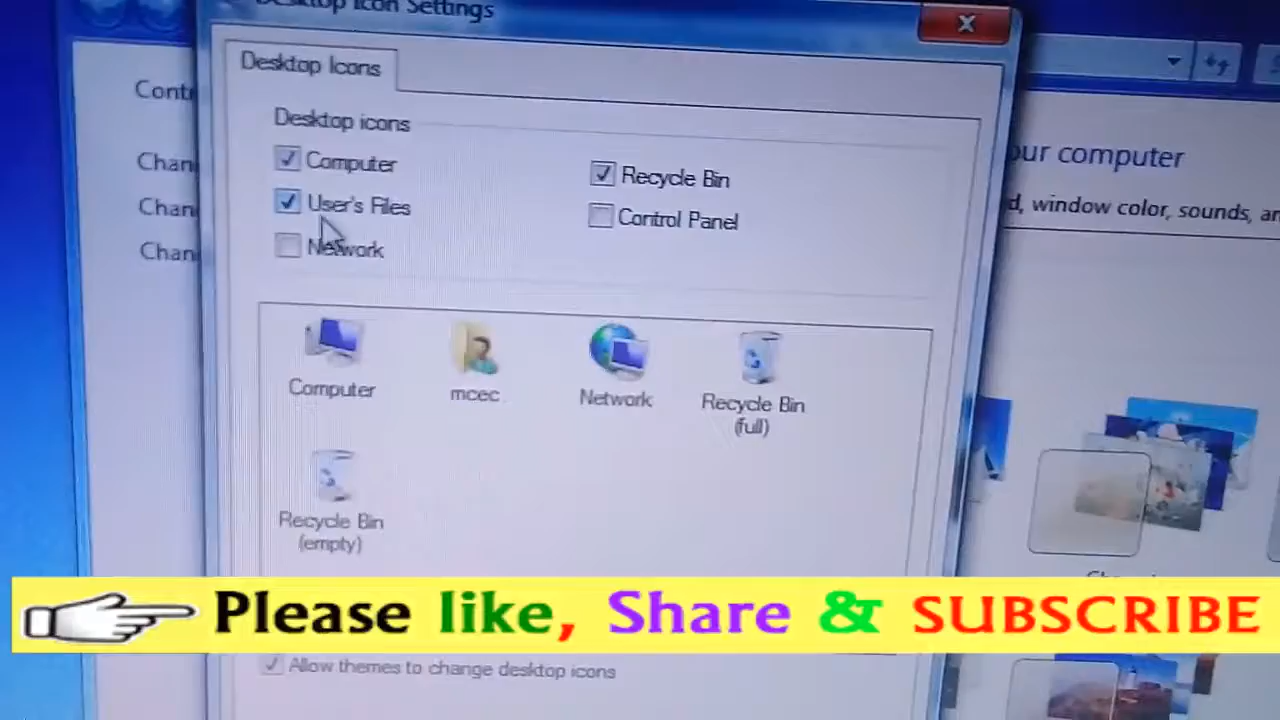 Desktop Icon Settings
Desktop Icons
Desktop icons
Computer
Recycle Bin
User's Files
Control Panel
Network
Computer
mcec
Network
Recycle Bin
(full)
Recycle Bin
(empty)
Please like, Share & SUBSCRIBE
Allow themes to change desktop icons
Cont
Chan
Chan
Chan
our computer
d, window color, sounds, an